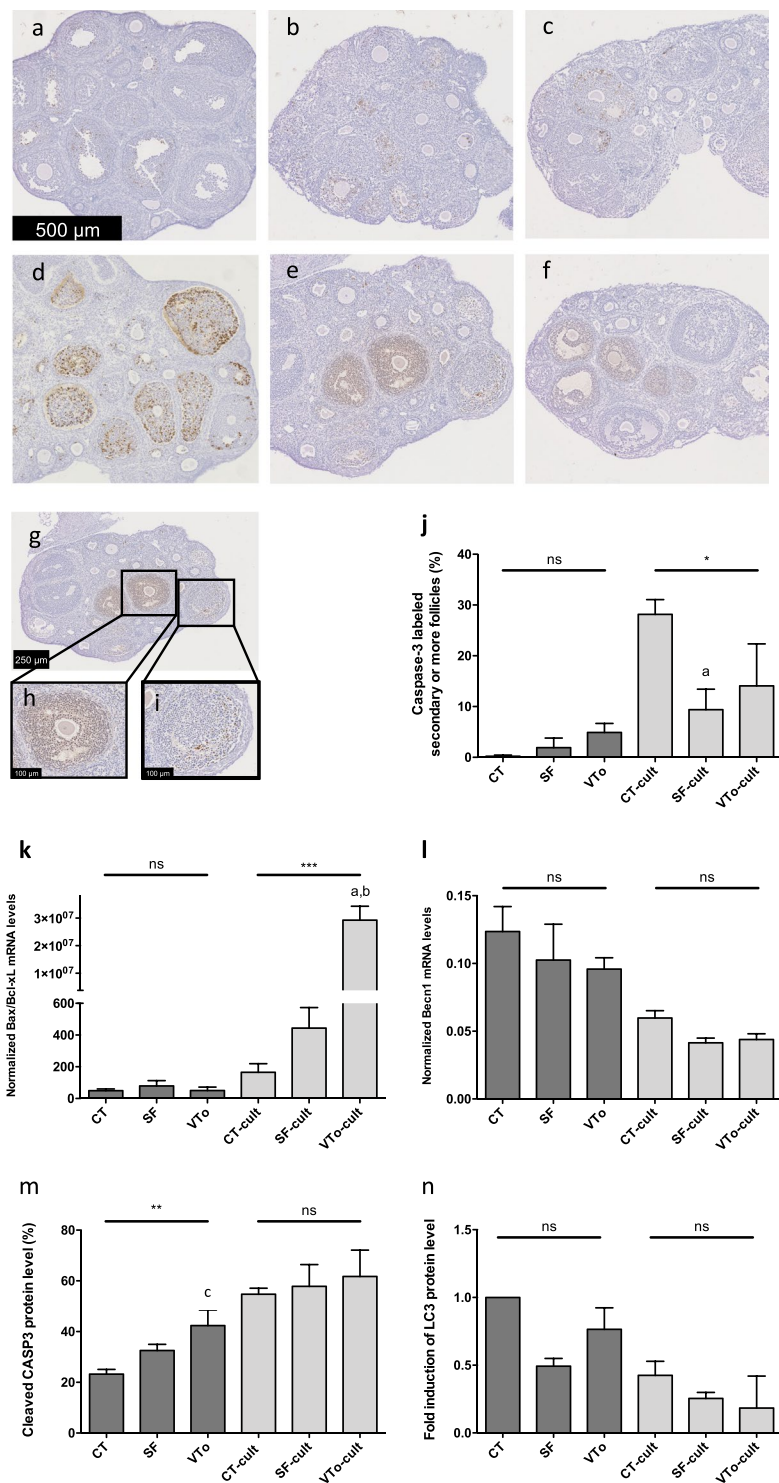 a
b
c
500 µm
d
e
f
g
250 µm
h
i
100 µm
100 µm
j
Caspase-3 labeled
secondary or more follicles (%)
40
30
20
10
0
ns
*
a
CT
SF
VTo
CT-cult
SF-cult
VTo-cult
k
Normalized Bax/Bcl-xL mRNA levels
3×10⁰⁷
2×10⁰⁷
1×10⁰⁷
600
400
200
0
ns
***
a,b
CT
SF
VTo
CT-cult
SF-cult
VTo-cult
l
Normalized Becn1 mRNA levels
0.15
0.10
0.05
0.00
ns
ns
CT
SF
VTo
CT-cult
SF-cult
VTo-cult
m
Cleaved CASP3 protein level (%)
80
60
40
20
0
**
ns
c
CT
SF
VTo
CT-cult
SF-cult
VTo-cult
n
Fold induction of LC3 protein level
1.5
1.0
0.5
0.0
ns
ns
CT
SF
VTo
CT-cult
SF-cult
VTo-cult